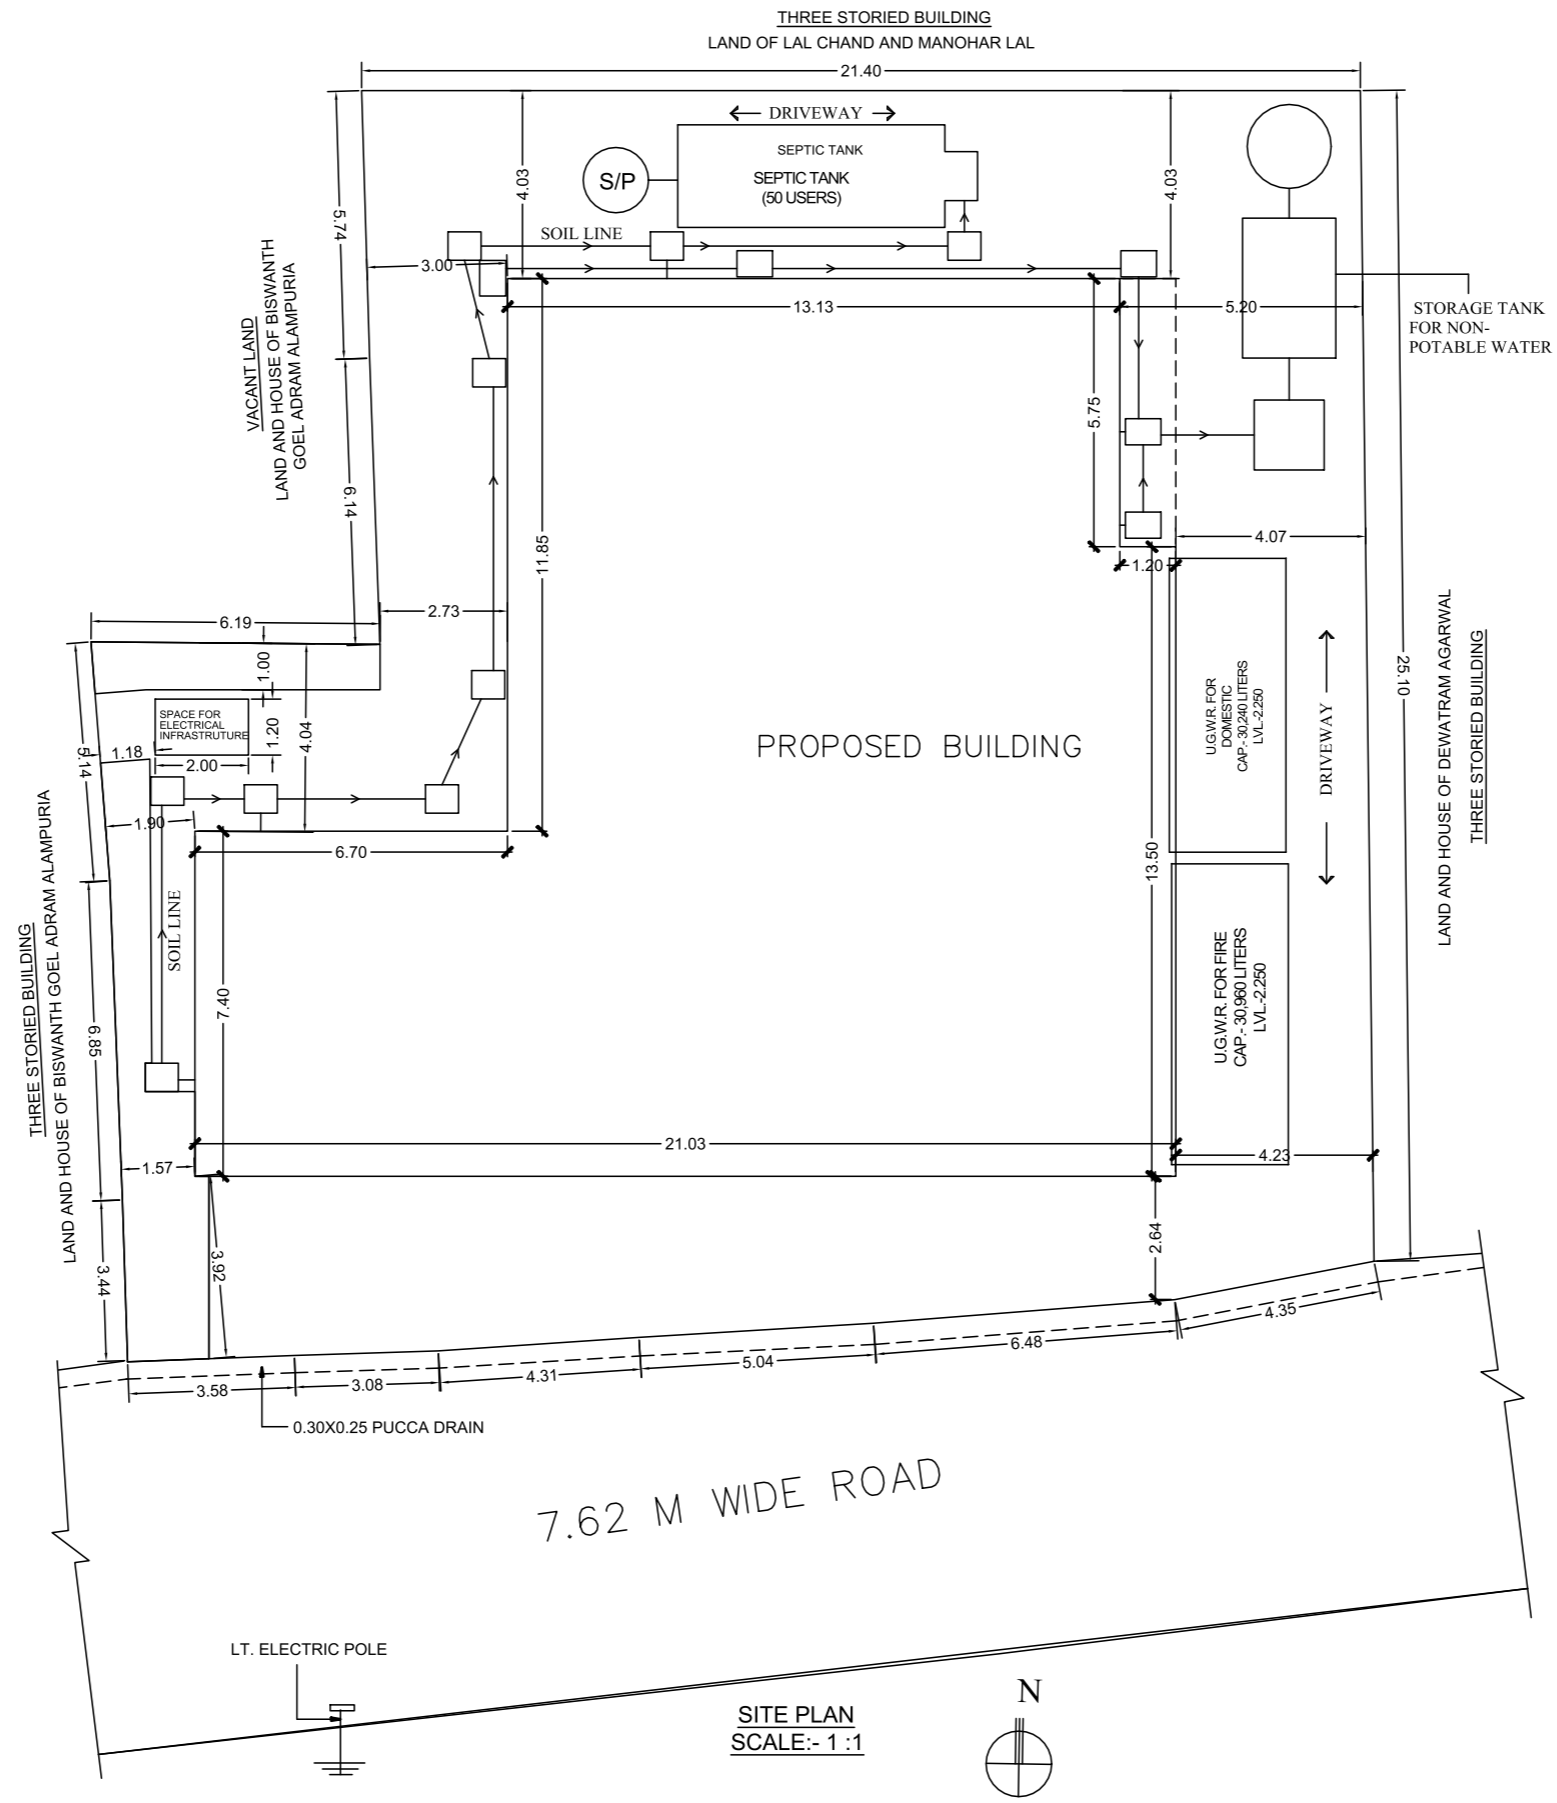 THREE STORIED BUILDING
LAND OF LAL CHAND AND MANOHAR LAL
21.40
DRIVEWAY
SEPTIC TANK
SEPTIC TANK
(50 USERS)
S/P
4.03
4.03
5.74
SOIL LINE
3.00
13.13
5.20
STORAGE TANK
FOR NON-
POTABLE WATER
VACANT LAND
LAND AND HOUSE OF BISWANTH
GOEL ADRAM ALAMPURIA
6.14
11.85
5.75
4.07
1.20
2.73
6.19
1.00
SPACE FOR
ELECTRICAL
INFRASTRUTURE
1.20
4.04
5.14
1.18
2.00
1.90
6.70
PROPOSED BUILDING
U.G.W.R. FOR
DOMESTIC
CAP.- 30,240 LITERS
LVL.-2.250
DRIVEWAY
25.10
LAND AND HOUSE OF DEWATRAM AGARWAL
THREE STORIED BUILDING
13.50
U.G.W.R. FOR FIRE
CAP.- 30,960 LITERS
LVL.-2.250
THREE STORIED BUILDING
LAND AND HOUSE OF BISWANTH GOEL ADRAM ALAMPURIA
6.85
SOIL LINE
7.40
21.03
4.23
1.57
3.92
2.64
3.44
3.58
3.08
4.31
5.04
6.48
4.35
0.30X0.25 PUCCA DRAIN
7.62 M WIDE ROAD
LT. ELECTRIC POLE
SITE PLAN
SCALE:- 1 :1
N